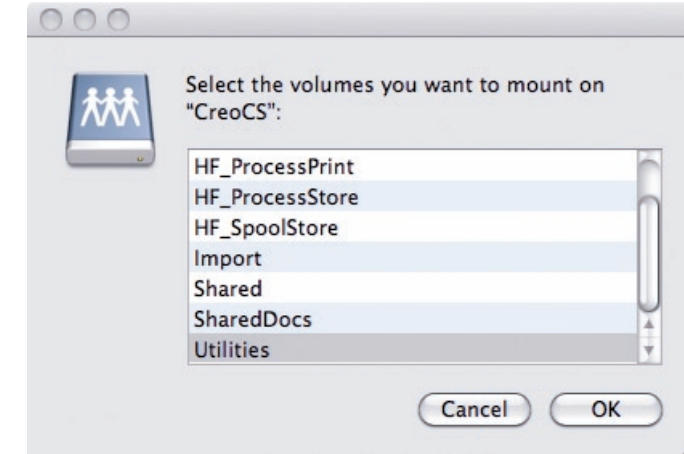 Select the volumes you want to mount on
“CreoCS”:
HF_ProcessPrint
HF_ProcessStore
HF_SpoolStore
Import
Shared
SharedDocs
Utilities
Cancel OK